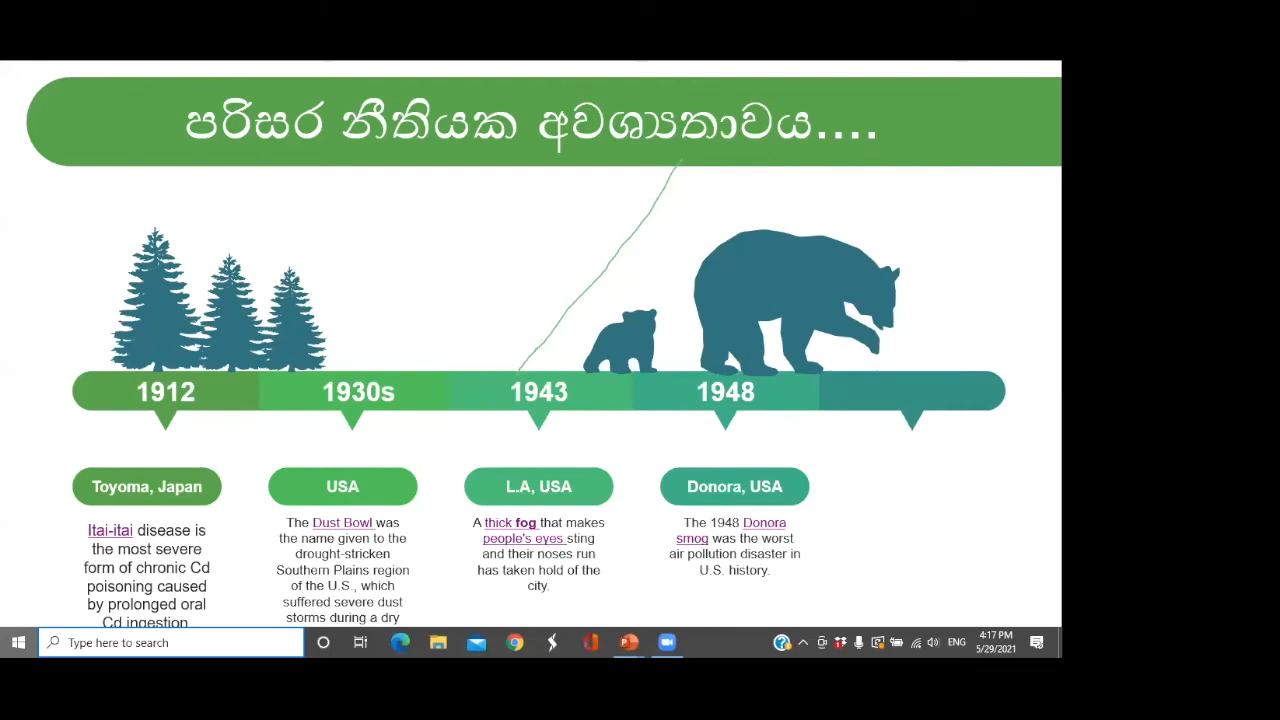 පරිසර නීතියක අවශ්‍යතාවය....
1912
1930s
1943
1948
Toyoma, Japan
USA
L.A, USA
Donora, USA
Itai-itai disease is
the most severe
form of chronic Cd
poisoning caused
by prolonged oral
Cd ingestion
The Dust Bowl was
the name given to the
drought-stricken
Southern Plains region
of the U.S., which
suffered severe dust
storms during a dry
A thick fog that makes
people's eyes sting
and their noses run
has taken hold of the
city.
The 1948 Donora
smog was the worst
air pollution disaster in
U.S. history.
Type here to search
ENG
4:17 PM
5/29/2021